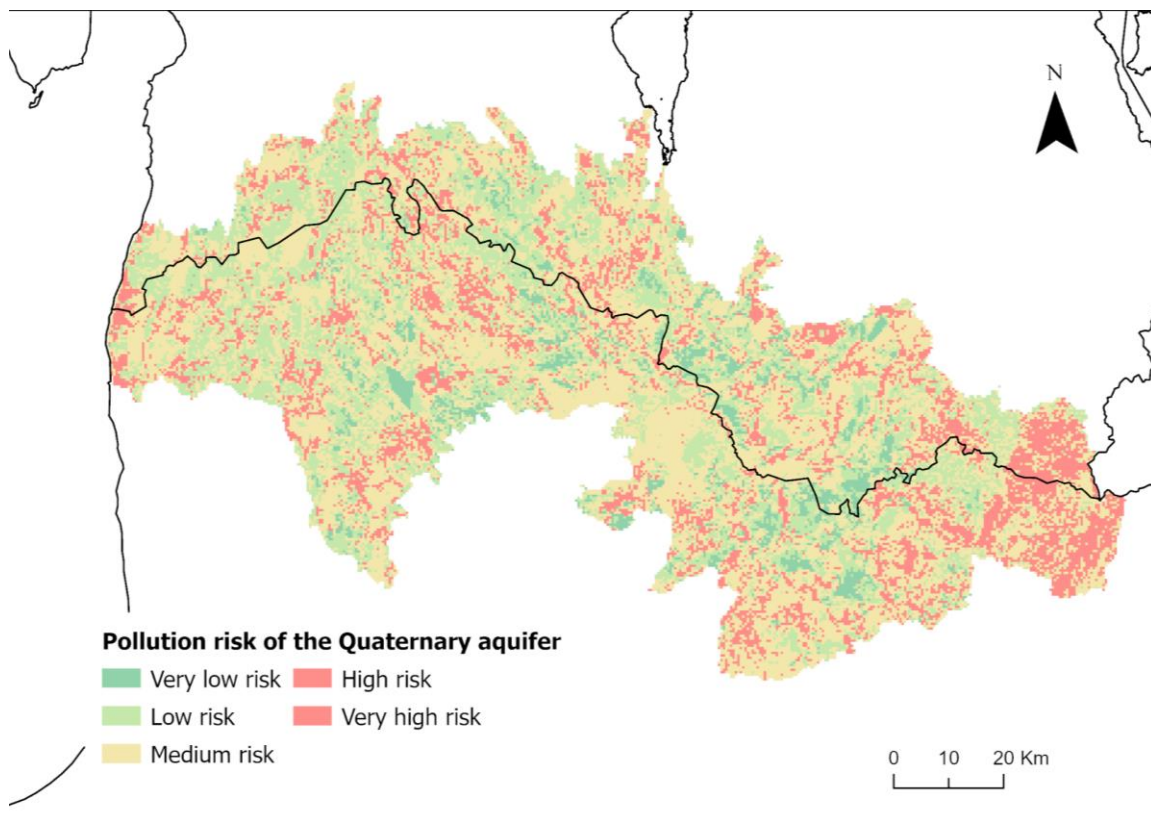 N
Pollution risk of the Quaternary aquifer
Very low risk High risk
Low risk Very high risk
Medium risk
0 10 20 Km